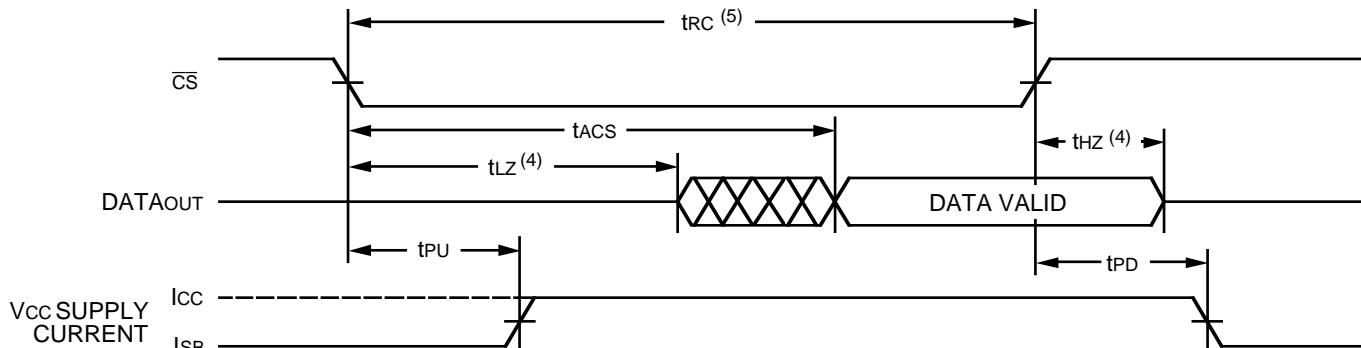 tRC (5)
CS
tACS
tLZ (4)
tHZ (4)
DATAOUT
DATA VALID
tPU
tPD
ICC
VCC SUPPLY
CURRENT
ISB